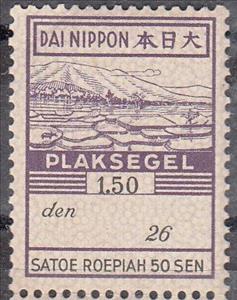 DAI NIPPON 本日大
PLAKSEGEL
1.50
den
26
SATOE ROEPIAH 50 SEN